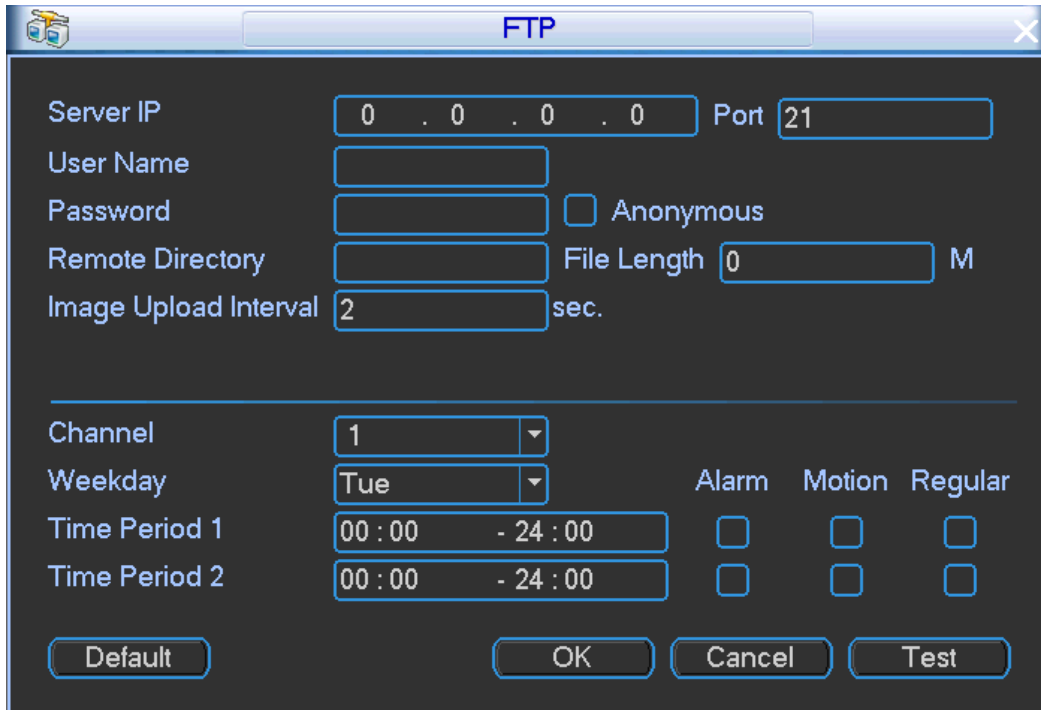 FTP
Server IP 0 . 0 . 0 . 0 Port 21
User Name
Password Anonymous
Remote Directory File Length 0 M
Image Upload Interval 2 sec.
Channel 1
Weekday Tue Alarm Motion Regular
Time Period 1 00 : 00 - 24 : 00
Time Period 2 00 : 00 - 24 : 00
Default OK Cancel Test